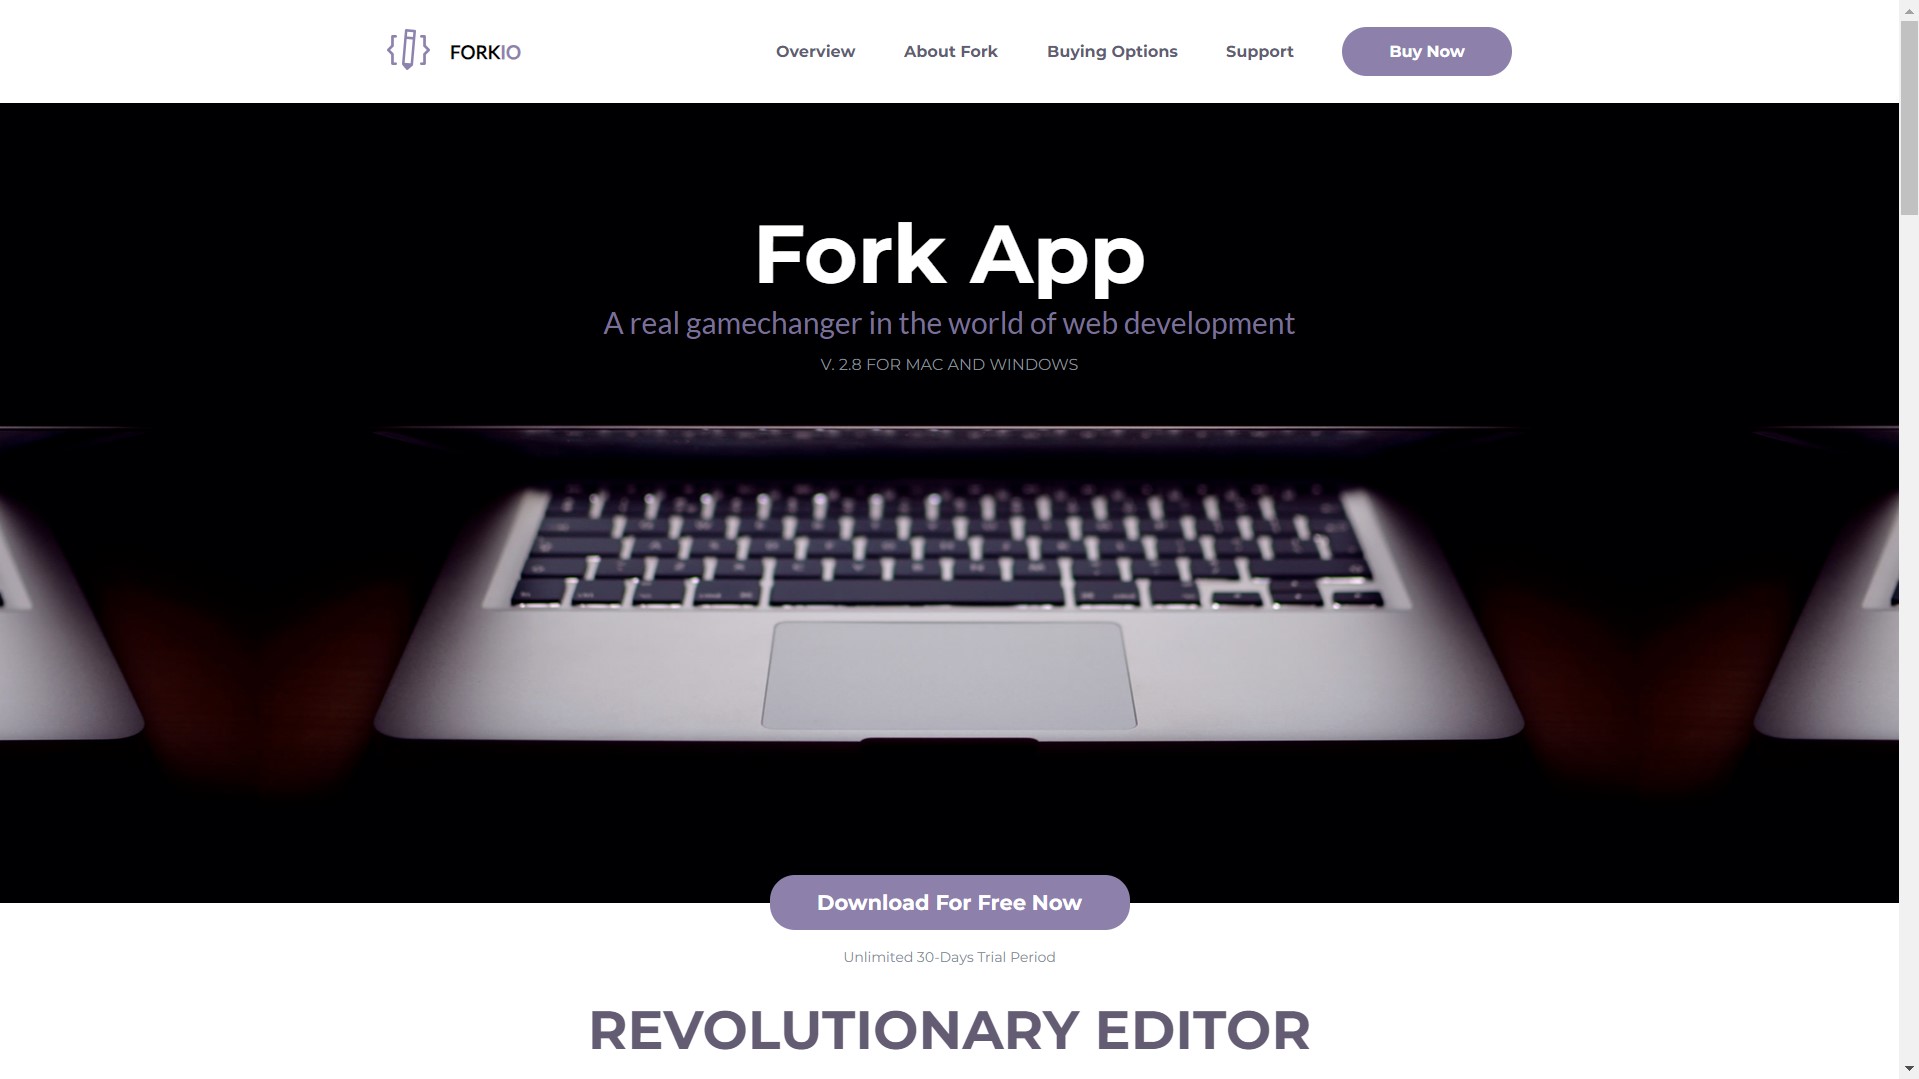 FORKIO
Overview
About Fork
Buying Options
Support
Buy Now
Fork App
A real gamechanger in the world of web development
V. 2.8 FOR MAC AND WINDOWS
Download For Free Now
Unlimited 30-Days Trial Period
REVOLUTIONARY EDITOR